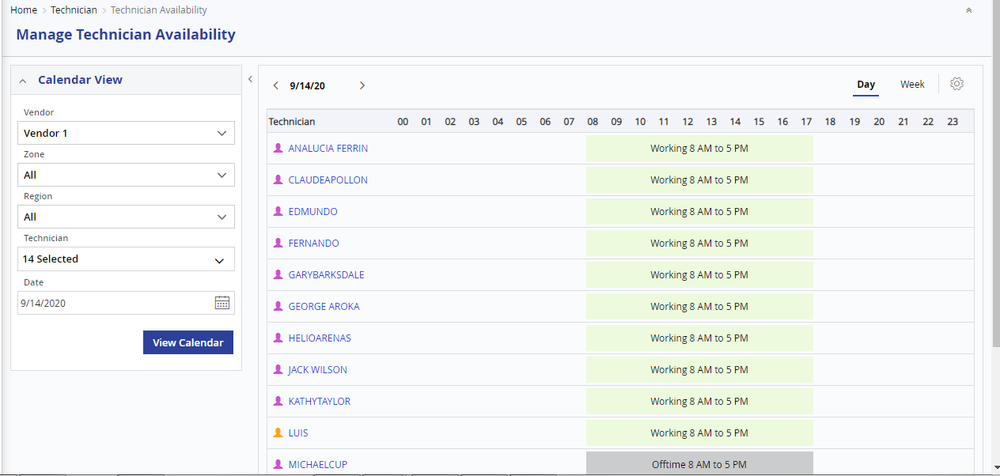 Home > Technician > Technician Availability
Manage Technician Availability
Calendar View
Vendor
Vendor 1
Zone
All
Region
All
Technician
14 Selected
Date
9/14/2020
View Calendar
9/14/20
Day Week
Technician 00 01 02 03 04 05 06 07 08 09 10 11 12 13 14 15 16 17 18 19 20 21 22 23
ANALUCIA FERRIN Working 8 AM to 5 PM
CLAUDEAPOLLON Working 8 AM to 5 PM
EDMUNDO Working 8 AM to 5 PM
FERNANDO Working 8 AM to 5 PM
GARYBARKSDALE Working 8 AM to 5 PM
GEORGE AROKA Working 8 AM to 5 PM
HELIOARENAS Working 8 AM to 5 PM
JACK WILSON Working 8 AM to 5 PM
KATHYTAYLOR Working 8 AM to 5 PM
LUIS Working 8 AM to 5 PM
MICHAELCUP Offtime 8 AM to 5 PM